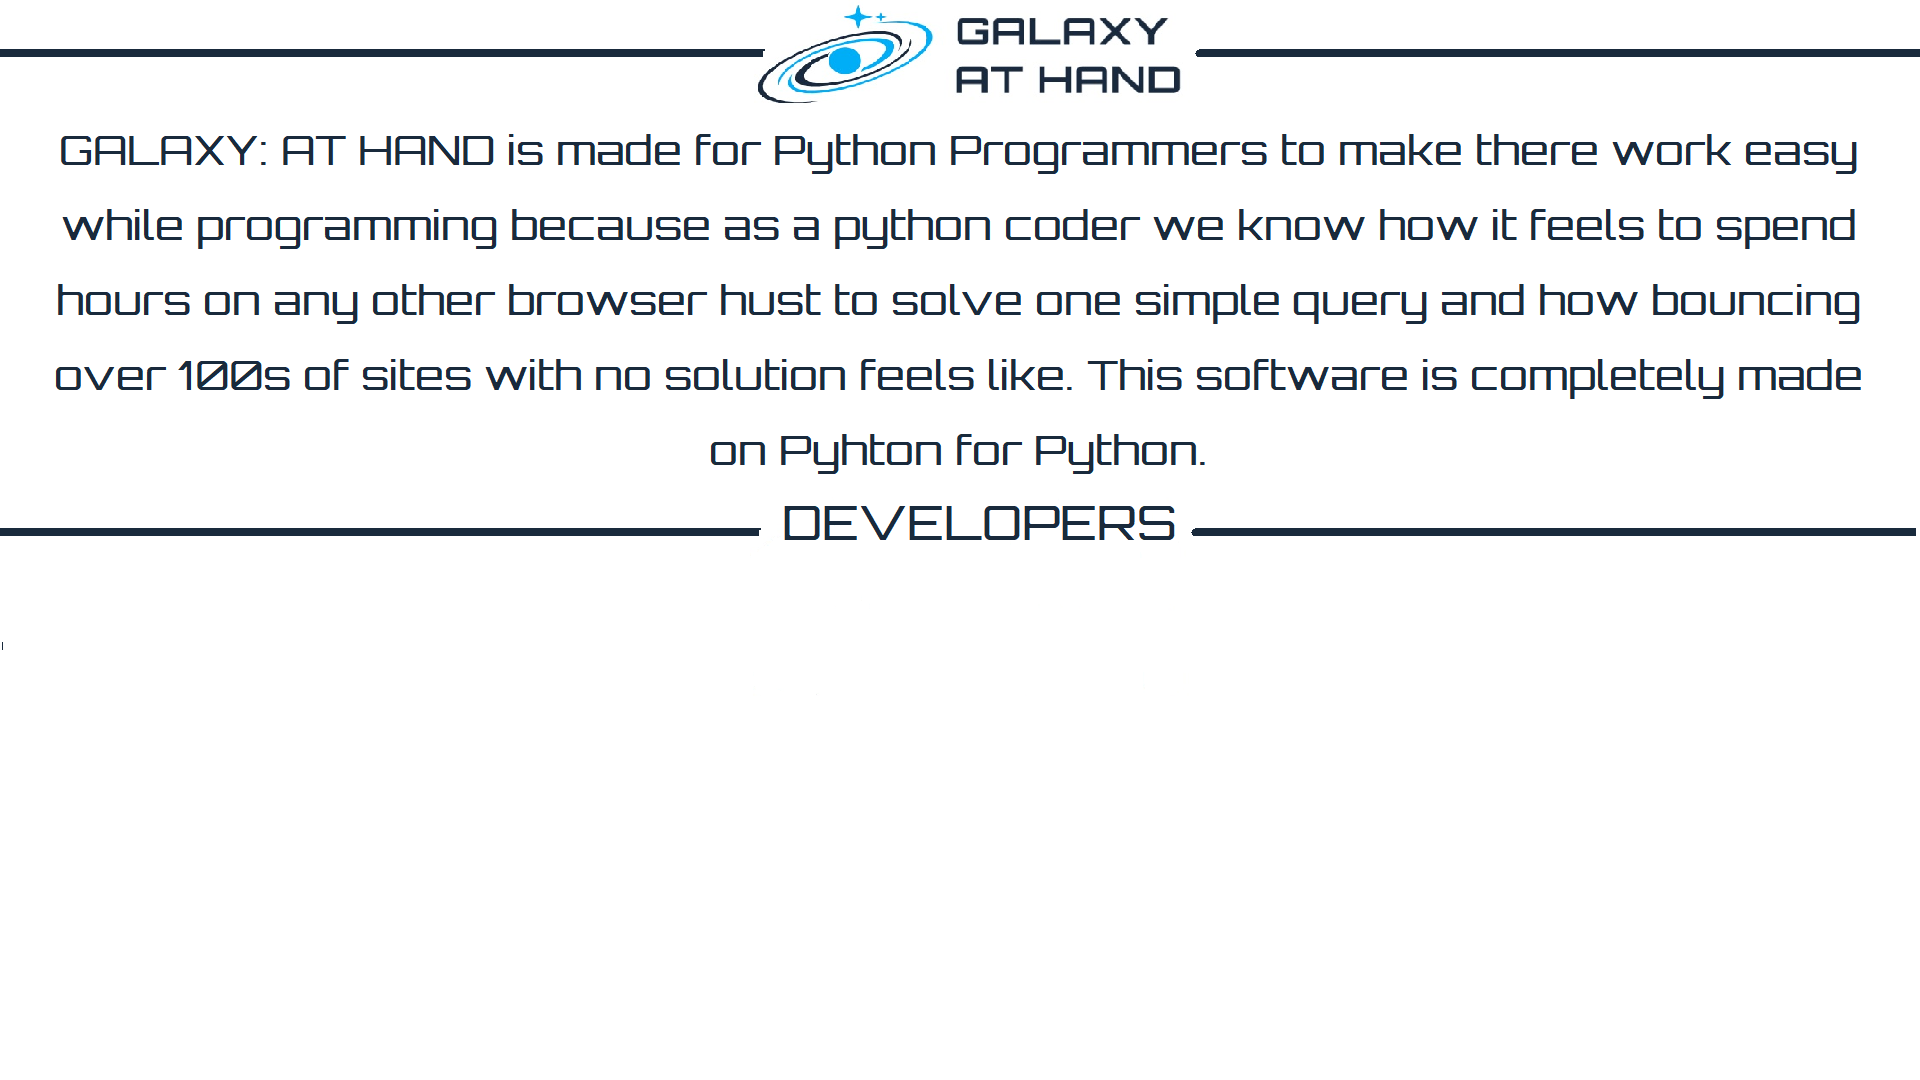 GALAXY
AT HAND
GALAXY: AT HAND is made for Python Programmers to make there work easy
while programming because as a python coder we know how it feels to spend
hours on any other browser hust to solve one simple query and how bouncing
over 100s of sites with no solution feels like. This software is completely made
on Pyhton for Python.
DEVELOPERS